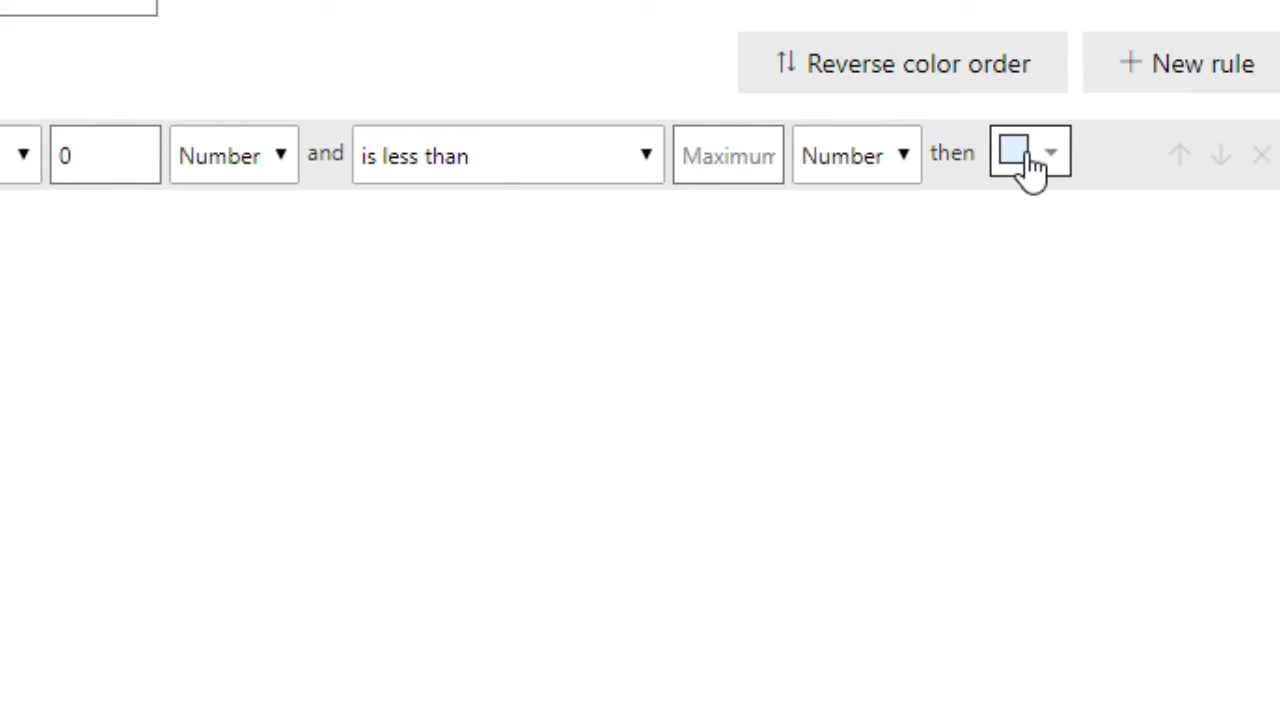 Reverse color order
New rule
0 Number and is less than Maximum Number then